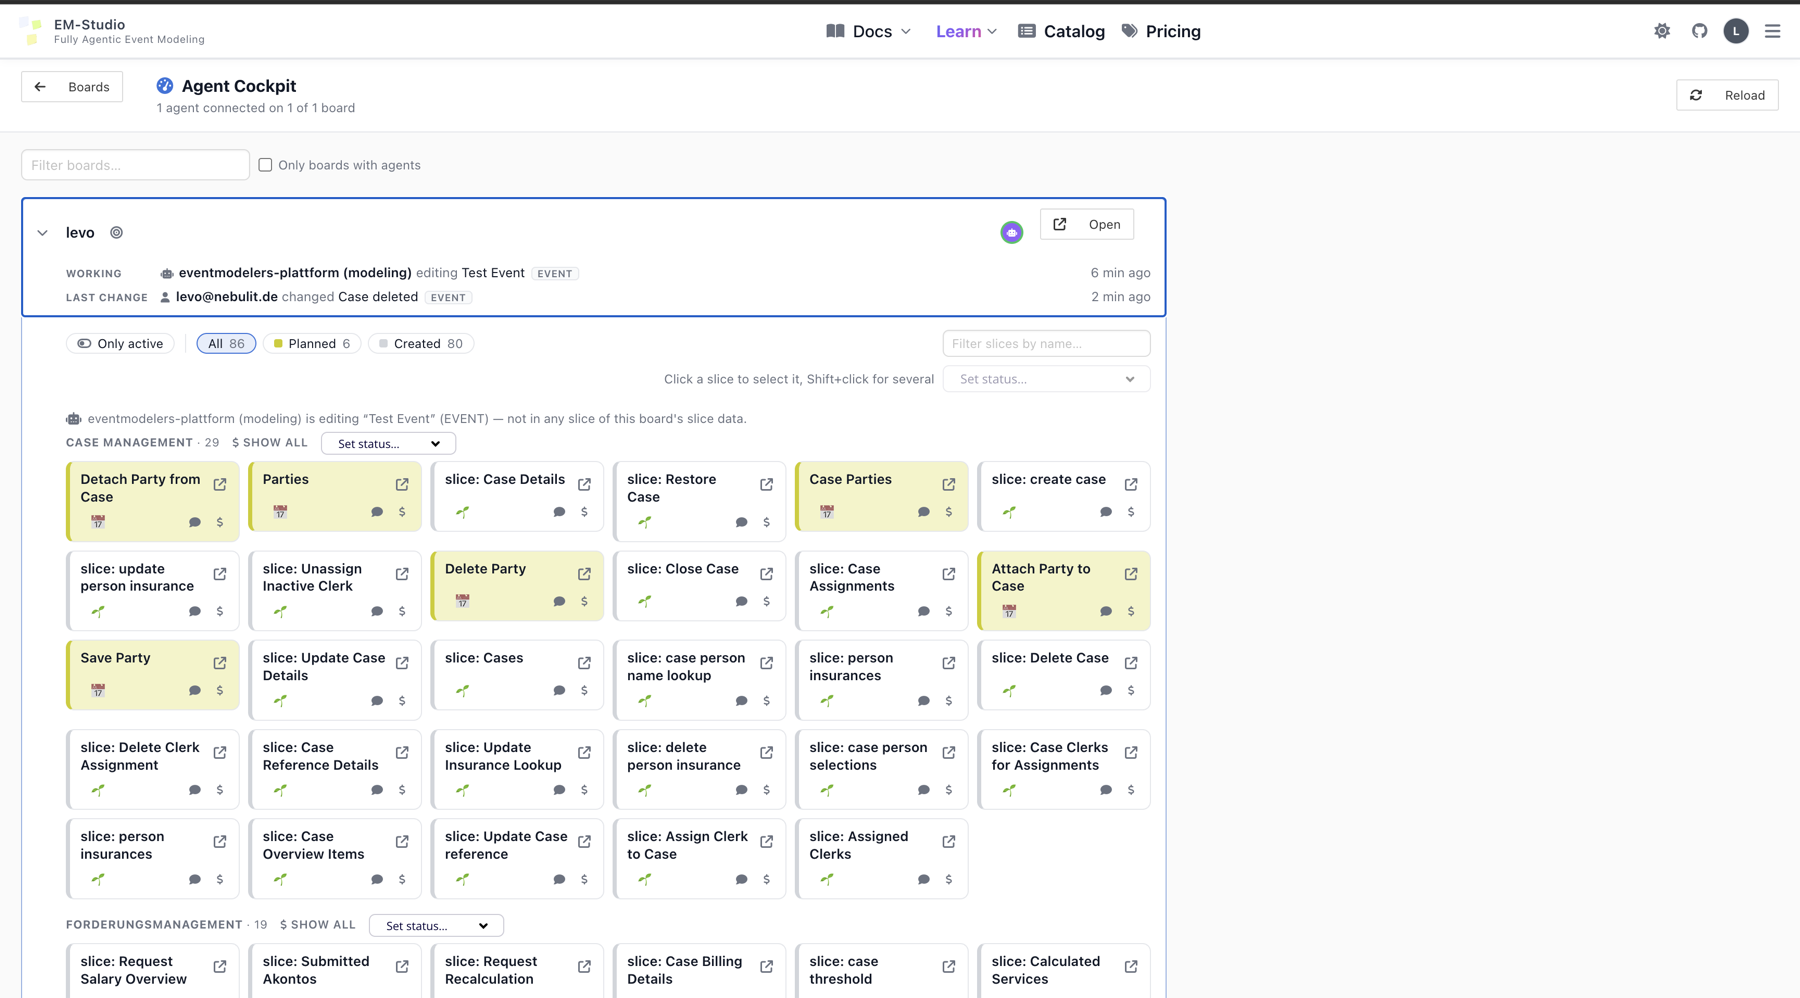 EM-Studio
Fully Agentic Event Modeling
Docs
Learn
Catalog
Pricing
L
Boards
Agent Cockpit
1 agent connected on 1 of 1 board
Reload
Filter boards...
Only boards with agents
levo
Open
WORKING eventmodelers-plattform (modeling) editing Test Event EVENT 6 min ago
LAST CHANGE levo@nebulit.de changed Case deleted EVENT 2 min ago
Only active
All 86
Planned 6
Created 80
Filter slices by name...
Click a slice to select it, Shift+click for several
Set status...
eventmodelers-plattform (modeling) is editing “Test Event” (EVENT) — not in any slice of this board's slice data.
CASE MANAGEMENT · 29 $ SHOW ALL Set status...
Detach Party from
Case
17 $
Parties
17 $
slice: Case Details
$
slice: Restore
Case
$
Case Parties
17 $
slice: create case
$
slice: update
person insurance
$
slice: Unassign
Inactive Clerk
$
Delete Party
17 $
slice: Close Case
$
slice: Case
Assignments
$
Attach Party to
Case
17 $
Save Party
17 $
slice: Update Case
Details
$
slice: Cases
$
slice: case person
name lookup
$
slice: person
insurances
$
slice: Delete Case
$
slice: Delete Clerk
Assignment
$
slice: Case
Reference Details
$
slice: Update
Insurance Lookup
$
slice: delete
person insurance
$
slice: case person
selections
$
slice: Case Clerks
for Assignments
$
slice: person
insurances
$
slice: Case
Overview Items
$
slice: Update Case
reference
$
slice: Assign Clerk
to Case
$
slice: Assigned
Clerks
$
FORDERUNGSMANAGEMENT · 19 $ SHOW ALL Set status...
slice: Request
Salary Overview
slice: Submitted
Akontos
slice: Request
Recalculation
slice: Case Billing
Details
slice: case
threshold
slice: Calculated
Services